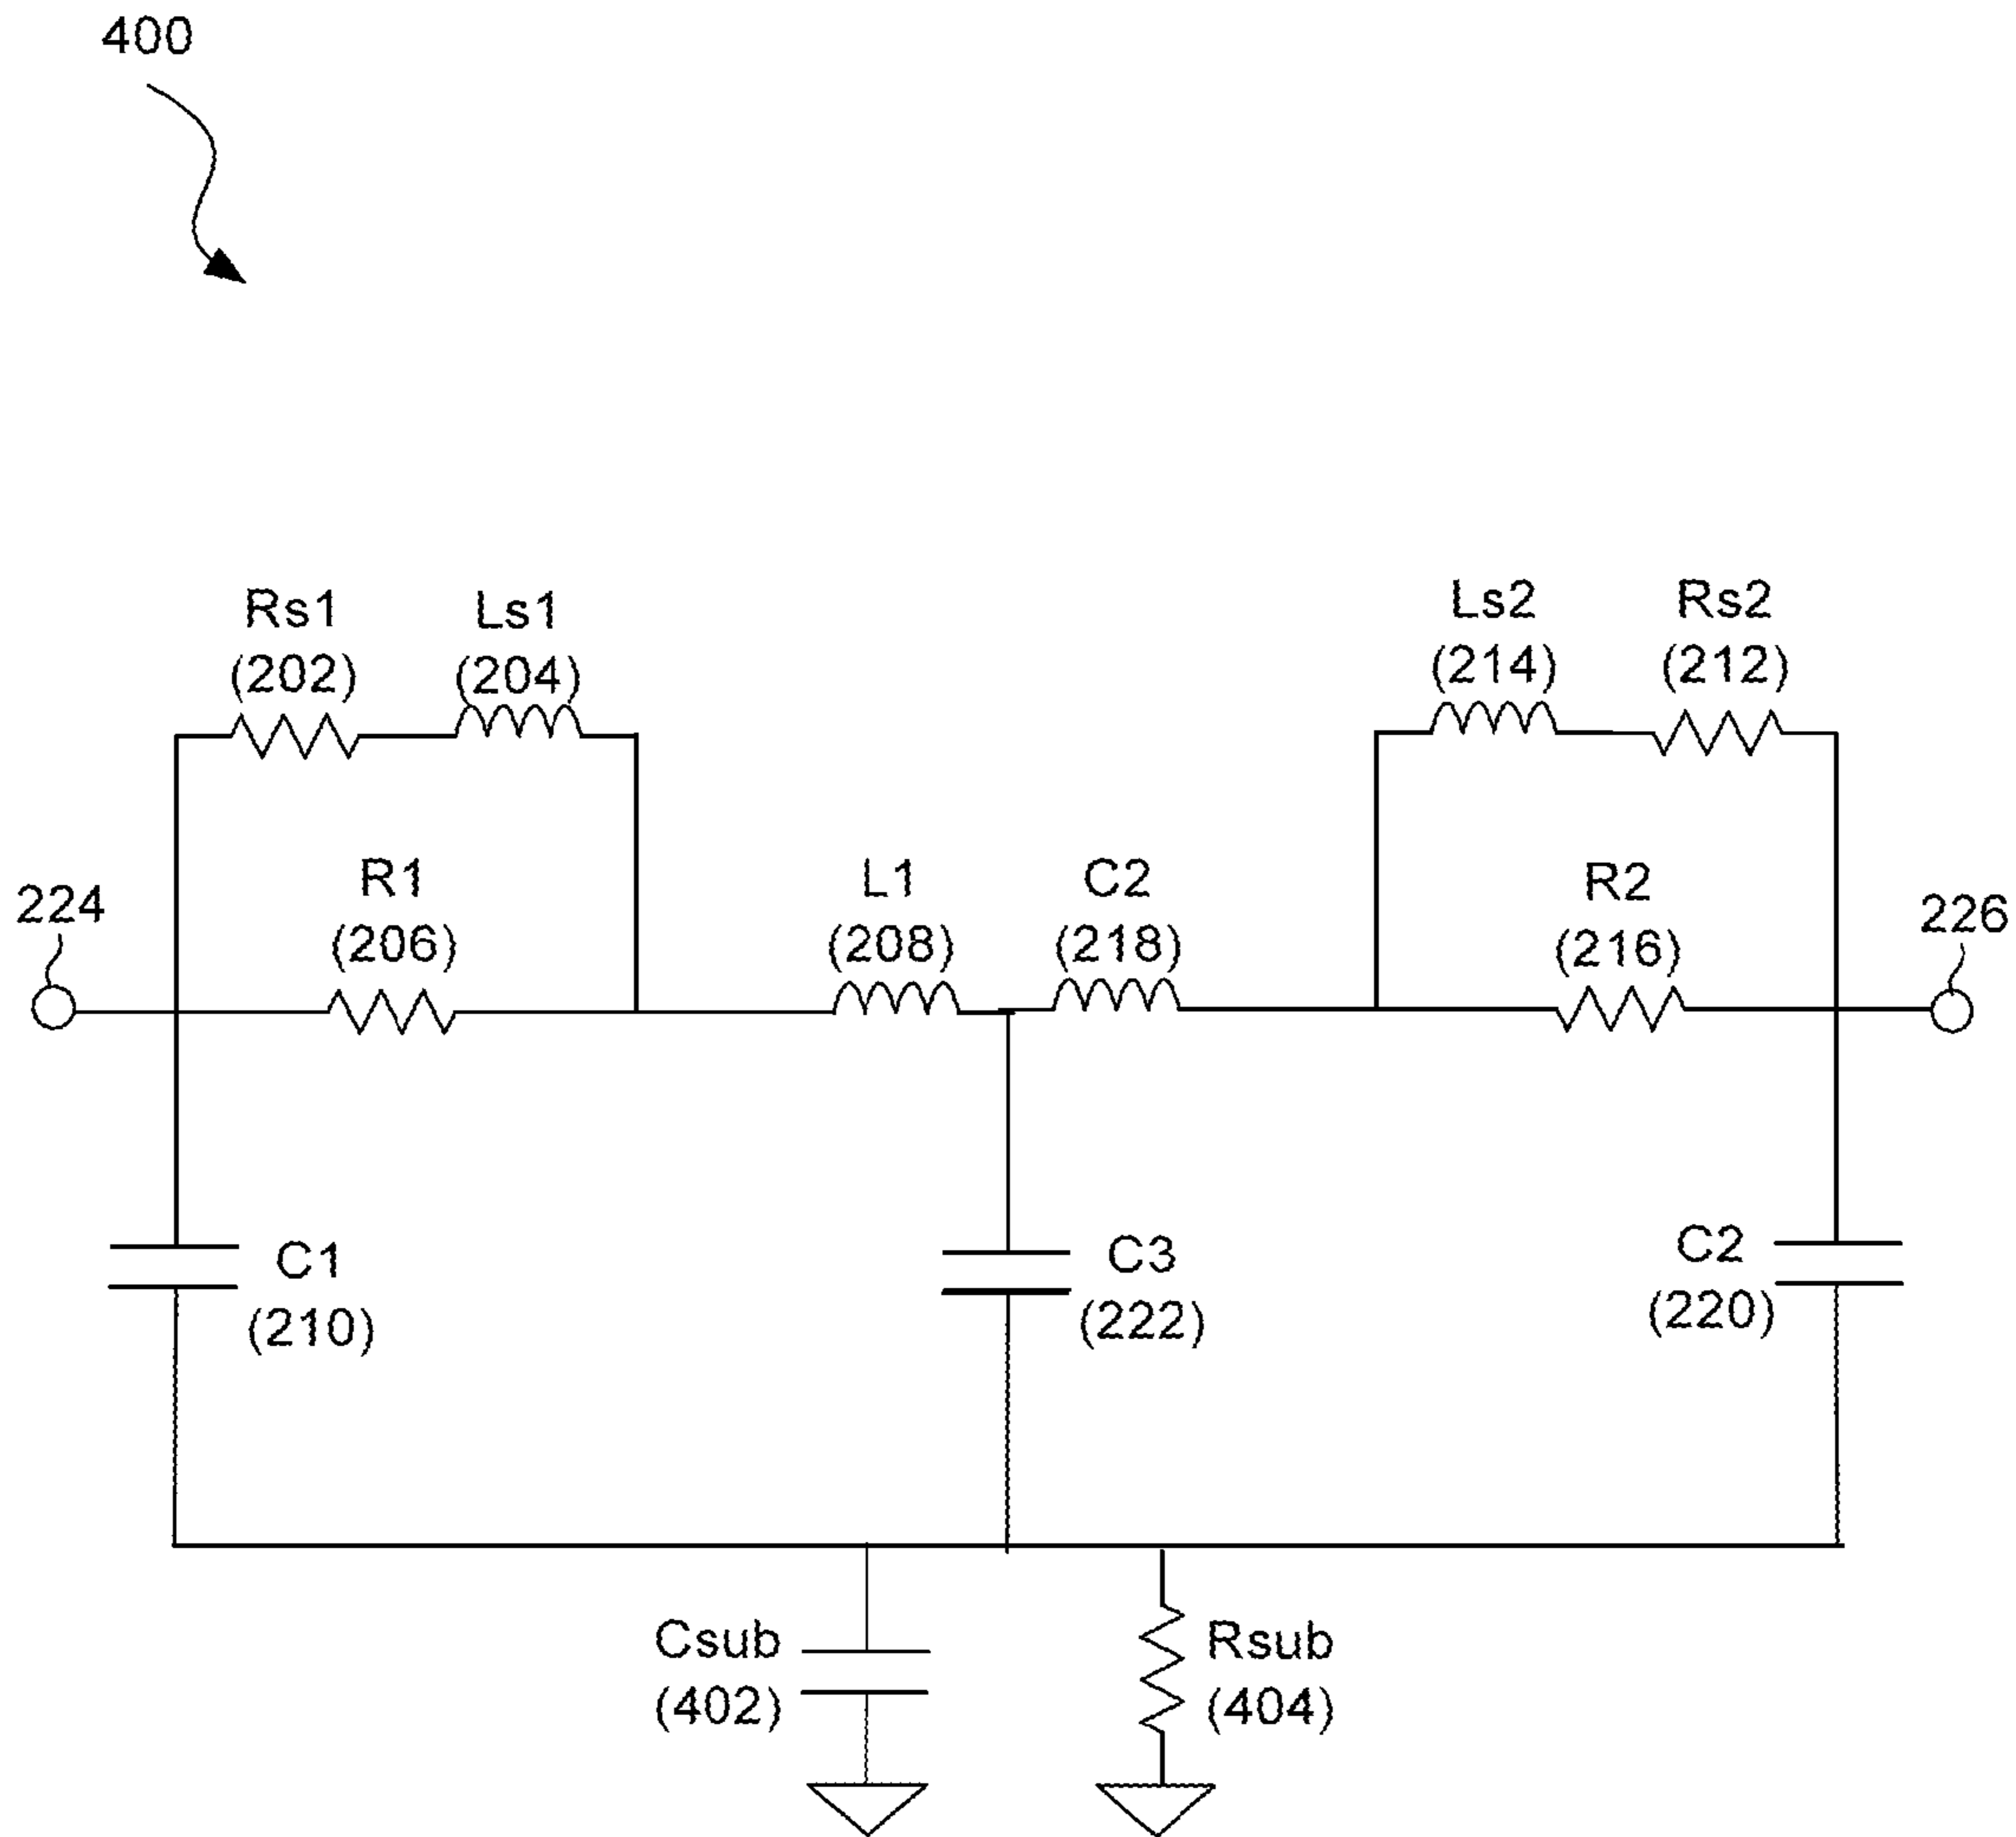 400
Rs1
(202)
Ls1
(204)
Ls2
(214)
Rs2
(212)
224
R1
(206)
L1
(208)
C2
(218)
R2
(216)
226
C1
(210)
C3
(222)
C2
(220)
Csub
(402)
Rsub
(404)